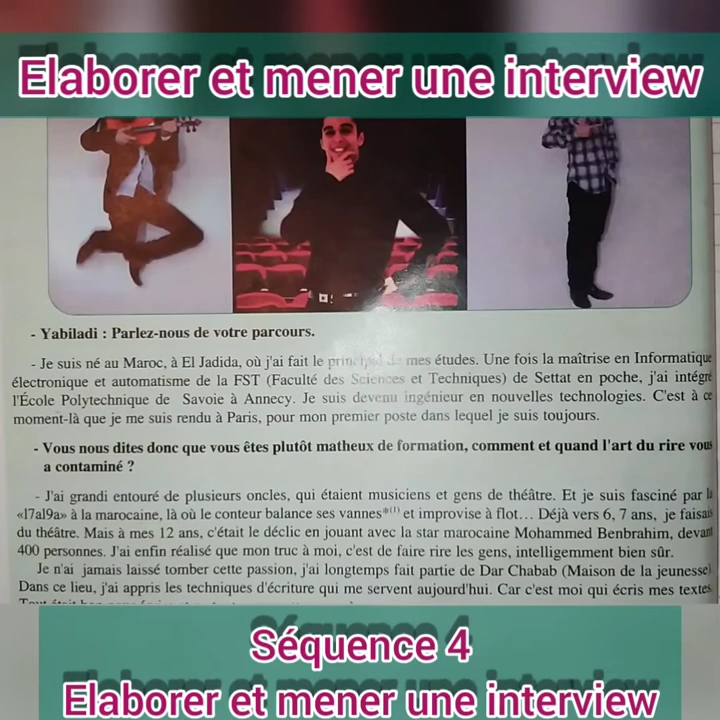 Elaborer et mener une interview
- Yabiladi : Parlez-nous de votre parcours.
- Je suis né au Maroc, à El Jadida, où j'ai fait le principal de mes études. Une fois la maîtrise en Informatique
électronique et automatisme de la FST (Faculté des Sciences et Techniques) de Settat en poche, j'ai intégré
l'École Polytechnique de Savoie à Annecy. Je suis devenu ingénieur en nouvelles technologies. C'est à ce
moment-là que je me suis rendu à Paris, pour mon premier poste dans lequel je suis toujours.
- Vous nous dites donc que vous êtes plutôt matheux de formation, comment et quand l'art du rire vous
a contaminé ?
- J'ai grandi entouré de plusieurs oncles, qui étaient musiciens et gens de théâtre. Et je suis fasciné par la
«l7al9a» à la marocaine, là où le conteur balance ses vannes*(1) et improvise à flot… Déjà vers 6, 7 ans, je faisais
du théâtre. Mais à mes 12 ans, c'était le déclic en jouant avec la star marocaine Mohammed Benbrahim, devant
400 personnes. J'ai enfin réalisé que mon truc à moi, c'est de faire rire les gens, intelligemment bien sûr.
Je n'ai jamais laissé tomber cette passion, j'ai longtemps fait partie de Dar Chabab (Maison de la jeunesse)
Dans ce lieu, j'ai appris les techniques d'écriture qui me servent aujourd'hui. Car c'est moi qui écris mes textes
Séquence 4
Elaborer et mener une interview